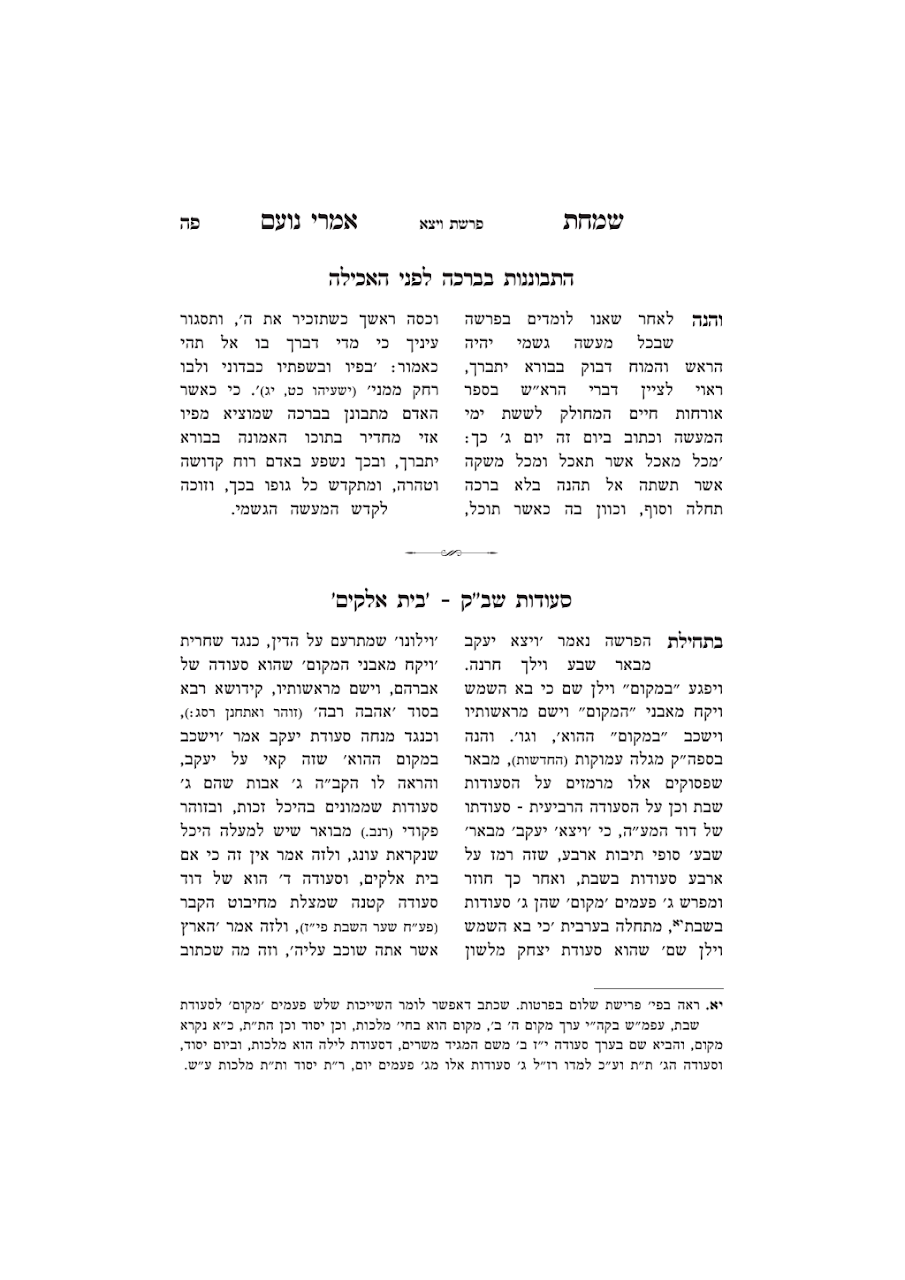 שמחת פרשת ויצא אמרי נועם פה
התבוננות בברכה לפני האכילה
והנה לאחר שאנו לומדים בפרשה
שבכל מעשה גשמי יהיה
הראש והמוח דבוק בבורא יתברך,
ראוי לציין דברי הרא״ש בספר
אורחות חיים המחולק לששת ימי
המעשה וכתוב ביום זה יום ג׳ כך:
׳מכל מאכל אשר תאכל ומכל משקה
אשר תשתה אל תהנה בלא ברכה
תחלה וסוף, וכוון בה כאשר תוכל,
וכסה ראשך כשתזכיר את ה׳, ותסגור
עיניך כי מדי דברך בו אל תהי
כאמור: ׳בפיו ובשפתיו כבדוני ולבו
רחק ממני׳ (ישעיהו כט, יג)׳. כי כאשר
האדם מתבונן בברכה שמוציא מפיו
אזי מחדיר בתוכו האמונה בבורא
יתברך, ובכך נשפע באדם רוח קדושה
וטהרה, ומתקדש כל גופו בכך, וזוכה
לקדש המעשה הגשמי.
סעודות שב״ק - ׳בית אלקים׳
בתחילת הפרשה נאמר ׳ויצא יעקב
מבאר שבע וילך חרנה.
ויפגע ״במקום״ וילן שם כי בא השמש
ויקח מאבני ״המקום״ וישם מראשותיו
וישכב ״במקום״ ההוא׳, וגו׳. והנה
בספה״ק מגלה עמוקות (החדשות), מבאר
שפסוקים אלו מרמזים על הסעודות
שבת וכן על הסעודה הרביעית - סעודתו
של דוד המע״ה, כי ׳ויצא׳ יעקב׳ מבאר׳
שבע׳ סופי תיבות ארבע, שזה רמז על
ארבע סעודות בשבת, ואחר כך חוזר
ומפרש ג׳ פעמים ׳מקום׳ שהן ג׳ סעודות
בשבתיא, מתחלה בערבית ׳כי בא השמש
וילן שם׳ שהוא סעודת יצחק מלשון
׳וילונו׳ שמתרעם על הדין, כנגד שחרית
׳ויקח מאבני המקום׳ שהוא סעודה של
אברהם, וישם מראשותיו, קידושא רבא
בסוד ׳אהבה רבה׳ (זוהר ואתחנן רסג:),
וכנגד מנחה סעודת יעקב אמר ׳וישכב
במקום ההוא׳ שזה קאי על יעקב,
והראה לו הקב״ה ג׳ אבות שהם ג׳
סעודות שממונים בהיכל זכות, ובזוהר
פקודי (רנב.) מבואר שיש למעלה היכל
שנקראת עונג, ולזה אמר אין זה כי אם
בית אלקים, וסעודה ד׳ הוא של דוד
סעודה קטנה שמצלת מחיבוט הקבר
(פע״ח שער השבת פי״ז), ולזה אמר ׳הארץ
אשר אתה שוכב עליה׳, וזה מה שכתוב
יא. ראה בפי׳ פרישת שלום בפרטות. שכתב דאפשר לומר השייכות שלש פעמים ׳מקום׳ לסעודת
שבת, עפמ״ש בקה״י ערך מקום ה׳ ב׳, מקום הוא בחי׳ מלכות, וכן יסוד וכן הת״ת, כ״א נקרא
מקום, והביא שם בערך סעודה י״ז ב׳ משם המגיד משרים, דסעודת לילה הוא מלכות, וביום יסוד,
וסעודה הג׳ ת״ת וע״כ למדו רז״ל ג׳ סעודות אלו מג׳ פעמים יום, ר״ת יסוד ות״ת מלכות ע״ש.